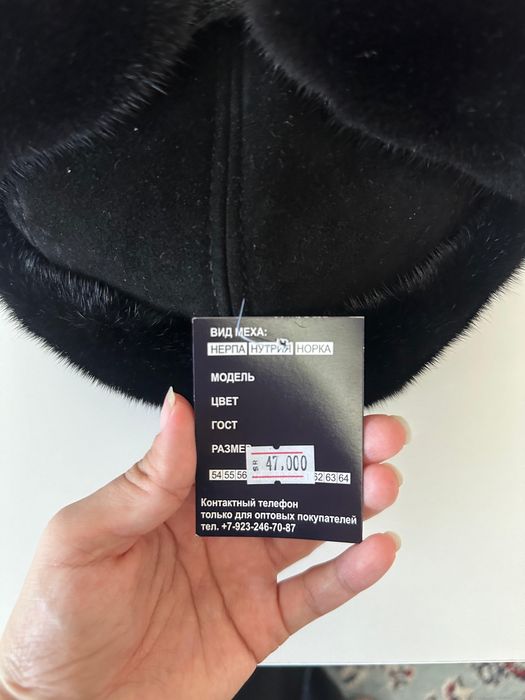 ВИД МЕХА:
НЕРПА НУТРИЯ НОРКА
МОДЕЛЬ
ЦВЕТ
ГОСТ
РАЗМЕР
SR 47,000
54 55 56 62 63 64
Контактный телефон
только для оптовых покупателей
тел. +7-923-246-70-87